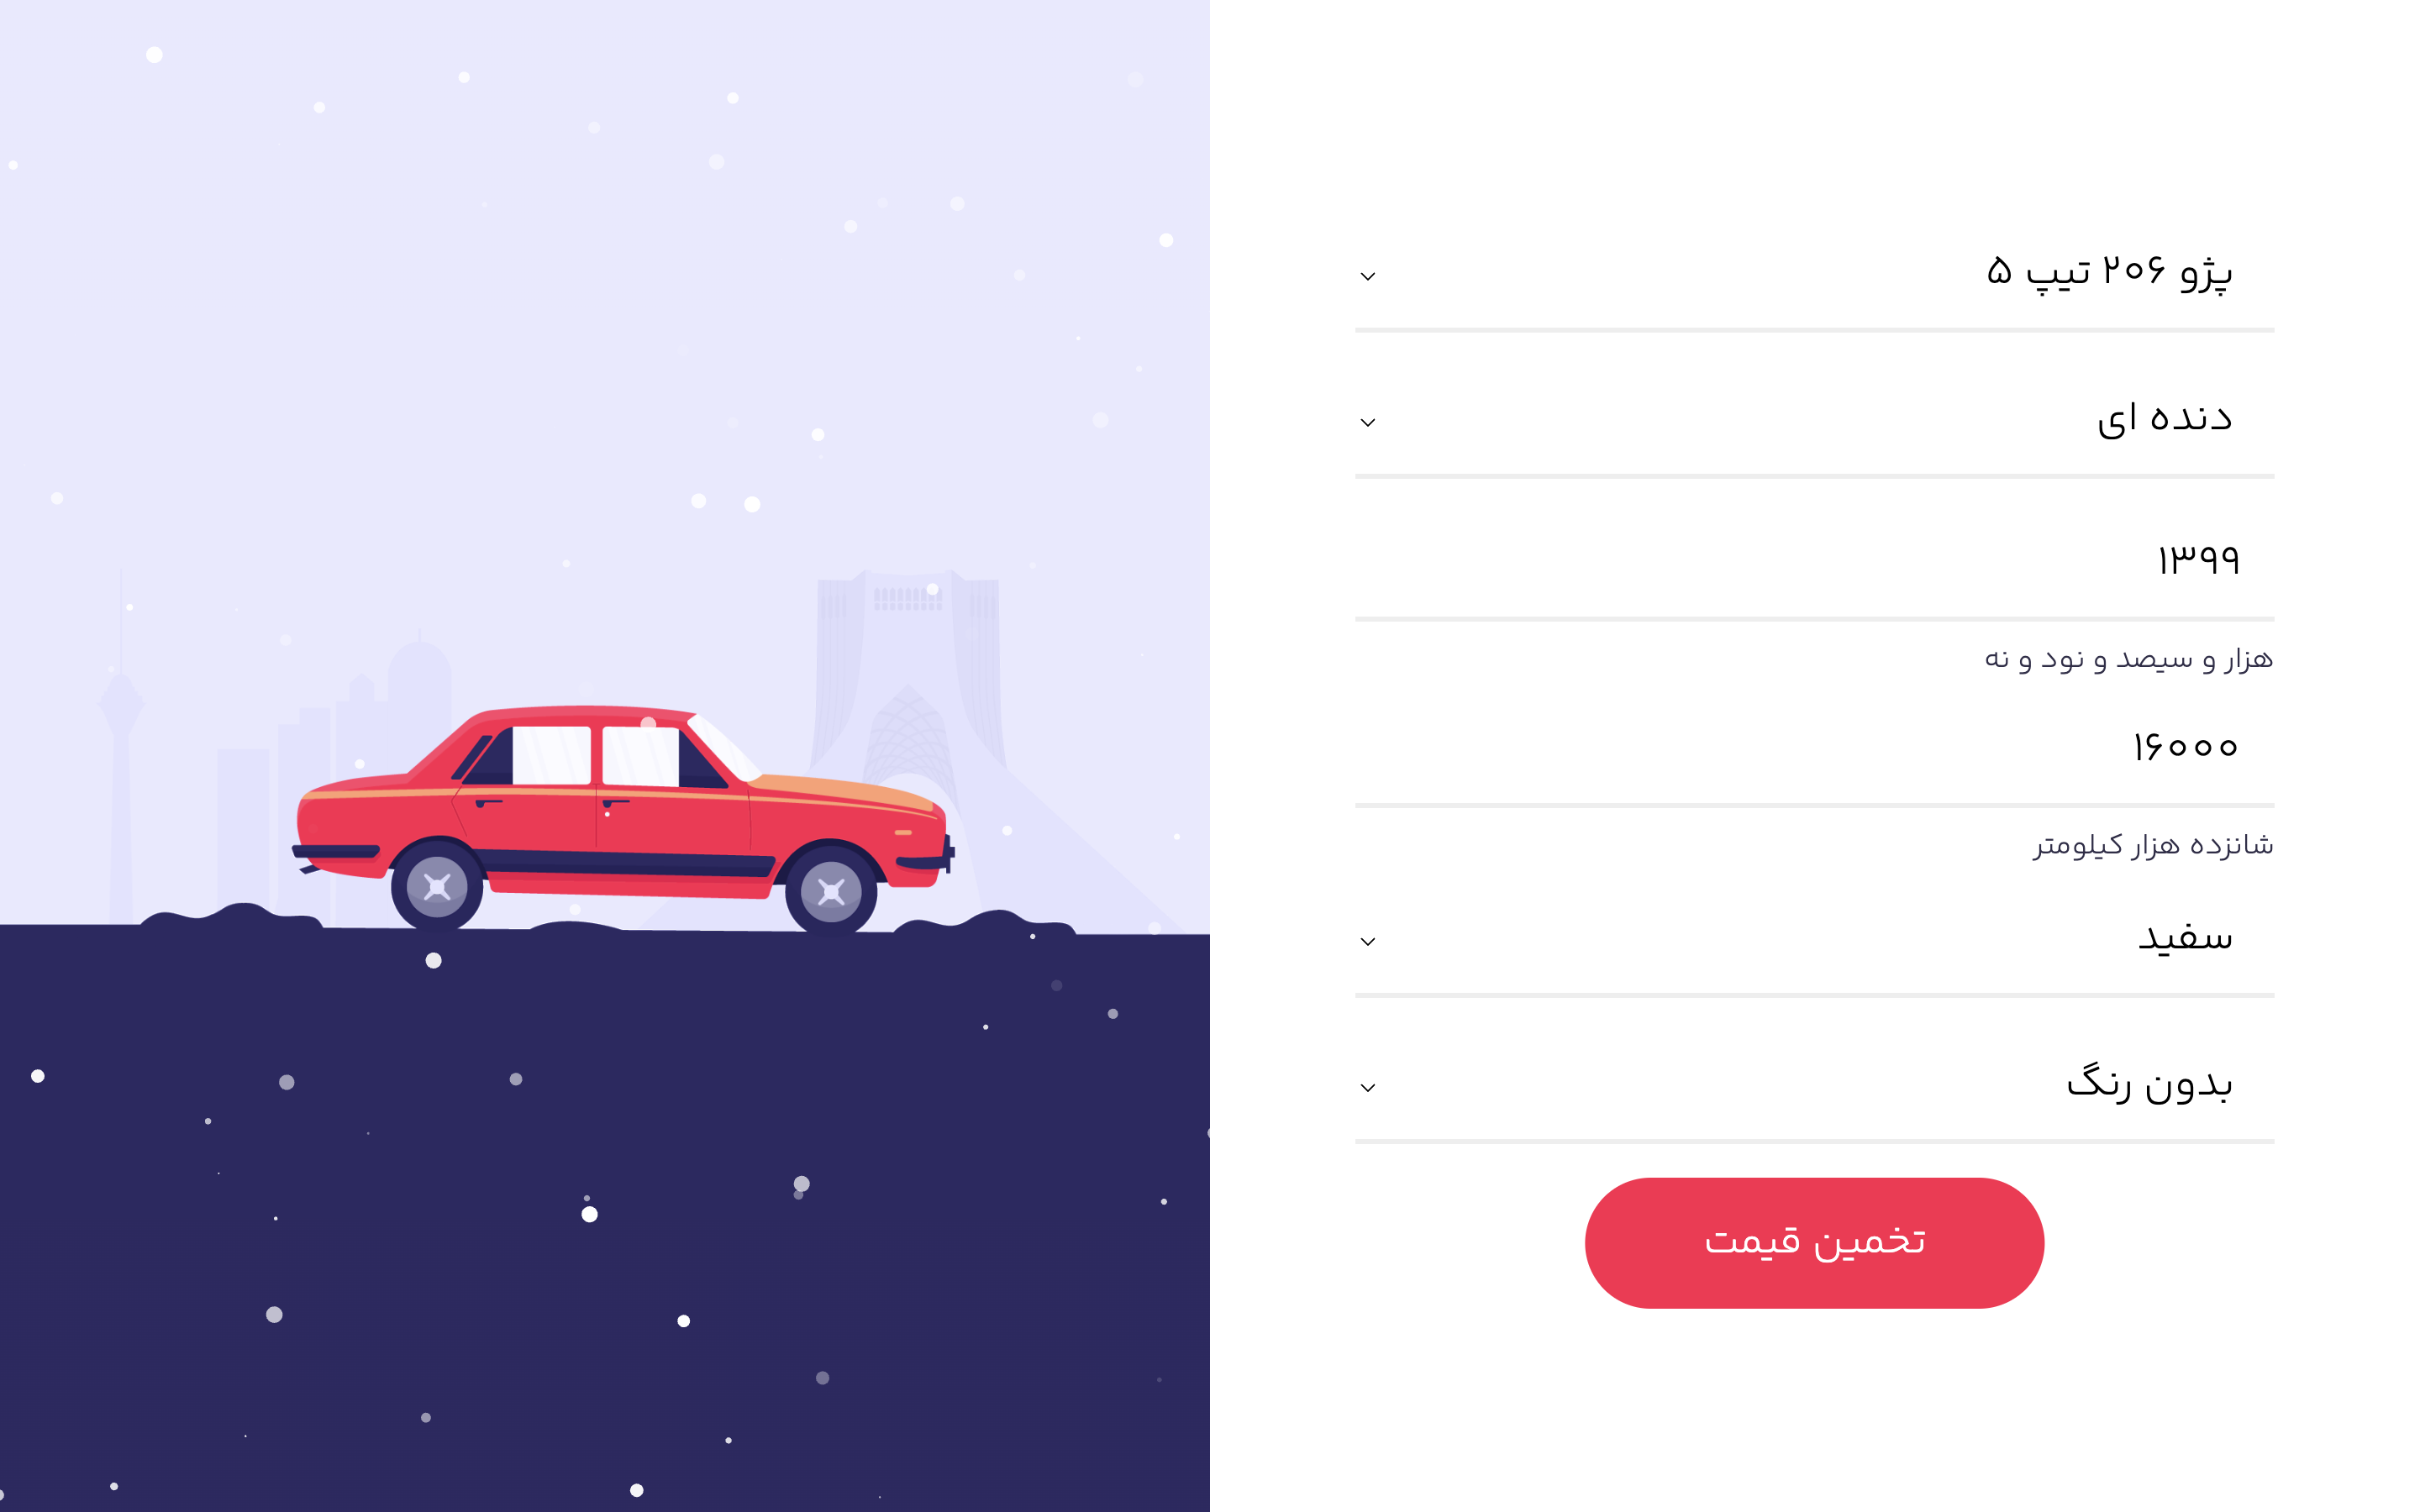 پژو ۲۰۶ تیپ ۵
دنده ای
۱۳۹۹
هزار و سیصد و نود و نه
۱۶۰۰۰
شانزده هزار کیلومتر
سفید
بدون رنگ
تخمین قیمت